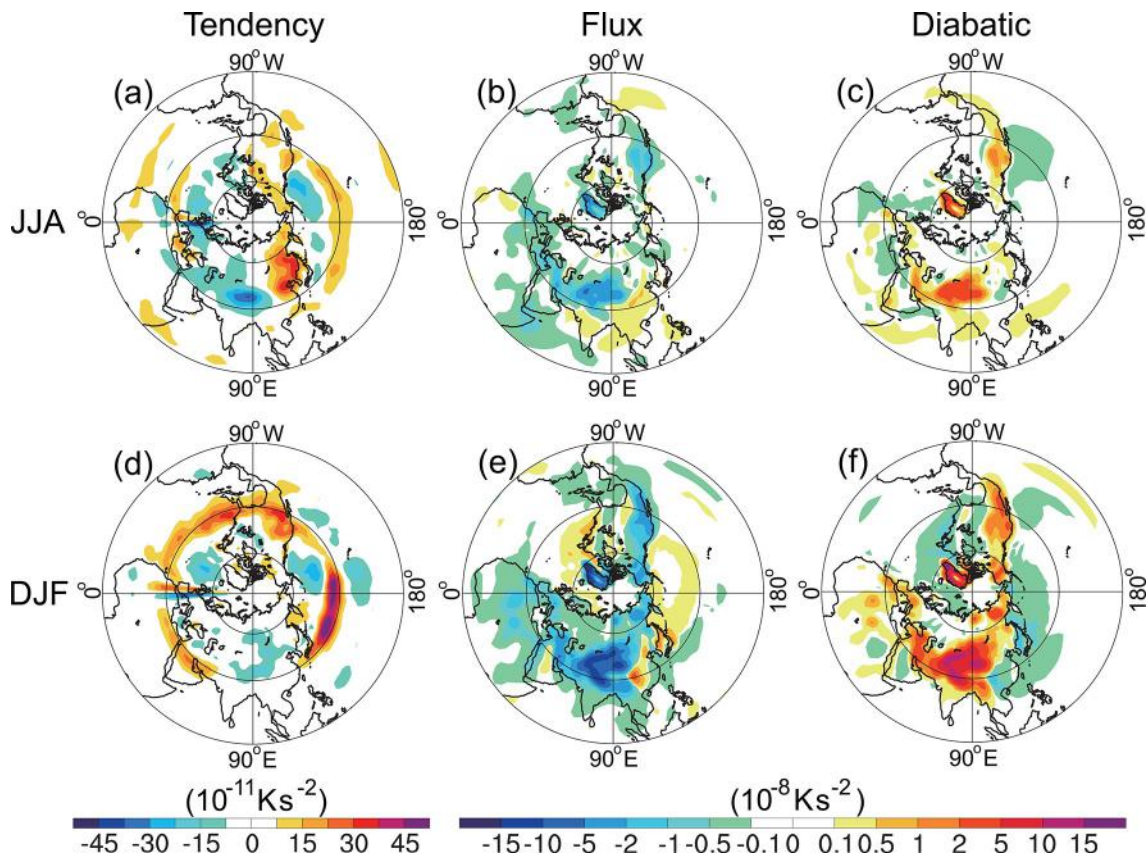 Tendency Flux Diabatic
90°W 90°W 90°W
(a) (b) (c)
JJA 0° 180° 0° 180° 0° 180°
90°E 90°E 90°E
90°W 90°W 90°W
(d) (e) (f)
DJF 0° 180° 0° 180° 0° 180°
90°E 90°E 90°E
(10⁻¹¹Ks⁻²) (10⁻⁸Ks⁻²)
-45 -30 -15 0 15 30 45 -15 -10 -5 -2 -1 -0.5 -0.1 0 0.1 0.5 1 2 5 10 15